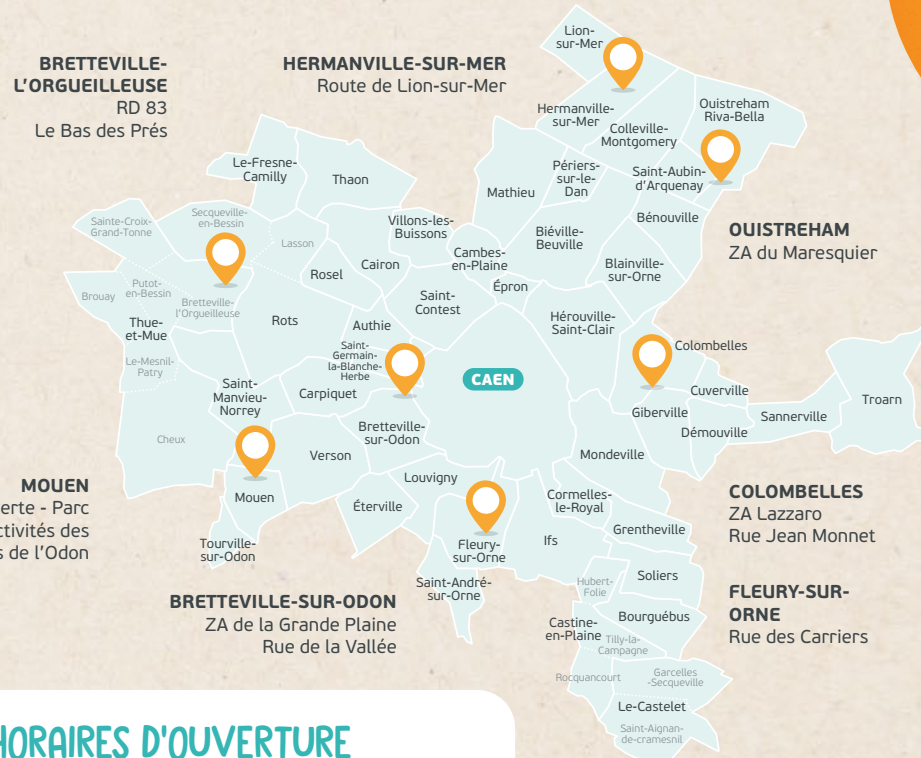 BRETTEVILLE-
L'ORGUEILLEUSE
RD 83
Le Bas des Prés
HERMANVILLE-SUR-MER
Route de Lion-sur-Mer
Lion-
sur-Mer
Hermanville-
sur-Mer
Colleville-
Montgomery
Ouistreham
Riva-Bella
Le-Fresne-
Camilly
Thaon
Mathieu
Périers-
sur-le-
Dan
Saint-Aubin-
d'Arquenay
Bénouville
OUISTREHAM
ZA du Maresquier
Sainte-Croix-
Grand-Tonne
Secqueville-
en-Bessin
Lasson
Villons-les-
Buissons
Cambes-
en-Plaine
Biéville-
Beuville
Blainville-
sur-Orne
Rosel
Cairon
Épron
Brouay
Putot-
en-Bessin
Bretteville-
l'Orgueilleuse
Saint-
Contest
Hérouville-
Saint-Clair
Thue-
et-Mue
Rots
Authie
Saint-
Germain-
la-Blanche-
Herbe
Colombelles
Le-Mesnil-
Patry
CAEN
Saint-
Manvieu-
Norrey
Carpiquet
Cuverville
Giberville
Démouville
Sannerville
Troarn
Cheux
Verson
Bretteville-
sur-Odon
Mondeville
MOUEN
erte - Parc
ctivités des
s de l'Odon
Mouen
Louvigny
Éterville
Cormelles-
le-Royal
COLOMBELLES
ZA Lazzaro
Rue Jean Monnet
Tourville-
sur-Odon
Fleury-
sur-Orne
Ifs
Grentheville
Saint-André-
sur-Orne
Hubert-
Folie
Soliers
FLEURY-SUR-
ORNE
Rue des Carriers
BRETTEVILLE-SUR-ODON
ZA de la Grande Plaine
Rue de la Vallée
Castine-
en-Plaine
Bourguébus
Tilly-la-
Campagne
Rocquancourt
Garcelles
-Secqueville
Le-Castelet
Saint-Aignan-
de-cramesnil
HORAIRES D'OUVERTURE